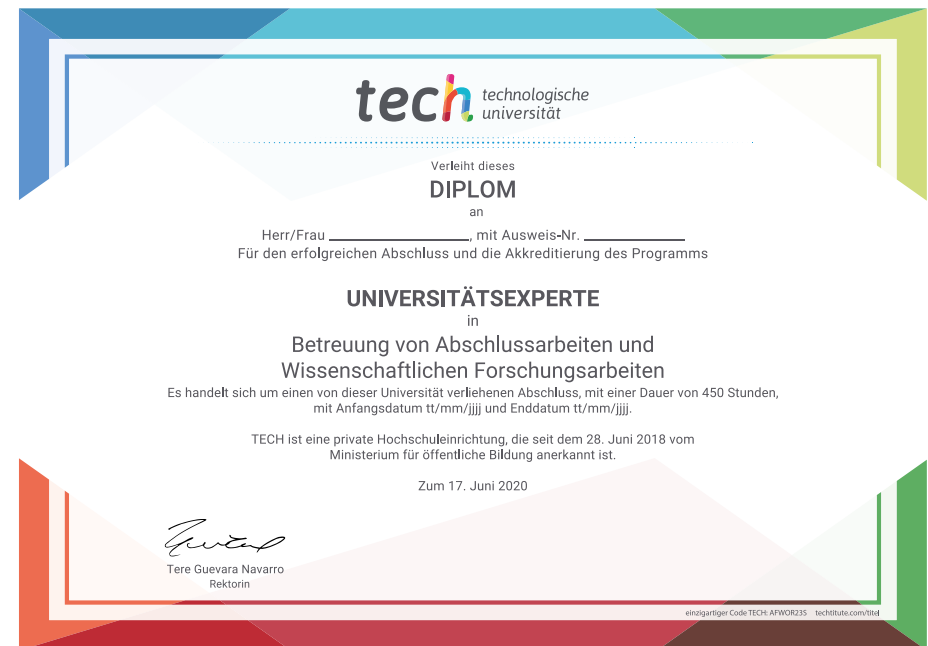 tech technologische
universität
Verleiht dieses
DIPLOM
an
Herr/Frau ____________, mit Ausweis-Nr. ____________
Für den erfolgreichen Abschluss und die Akkreditierung des Programms
UNIVERSITÄTSEXPERTE
in
Betreuung von Abschlussarbeiten und
Wissenschaftlichen Forschungsarbeiten
Es handelt sich um einen von dieser Universität verliehenen Abschluss, mit einer Dauer von 450 Stunden,
mit Anfangsdatum tt/mm/jjjj und Enddatum tt/mm/jjjj.
TECH ist eine private Hochschuleinrichtung, die seit dem 28. Juni 2018 vom
Ministerium für öffentliche Bildung anerkannt ist.
Zum 17. Juni 2020
Tere Guevara Navarro
Rektorin
einzigartiger Code TECH: AFWOR23S techtitute.com/titel